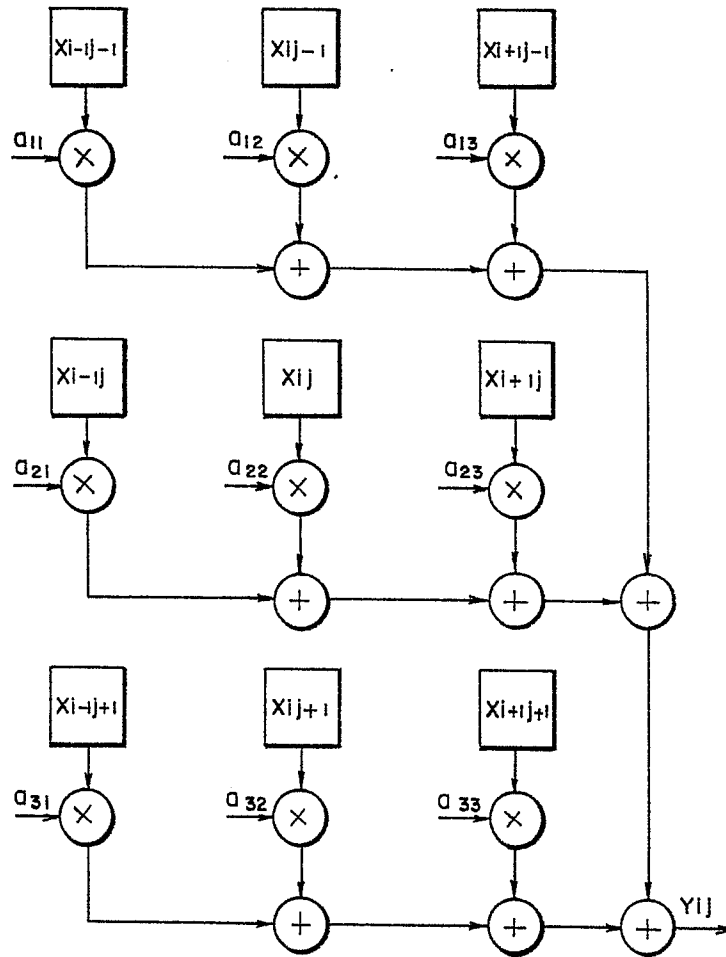 Xi-1j-1 Xij-1 Xi+1j-1
a11 a12 a13
× × ×
+ +
Xi-1j Xij Xi+1j
a21 a22 a23
× × ×
+ + +
Xi-1j+1 Xij+1 Xi+1j+1
a31 a32 a33
× × ×
+ + + Yij